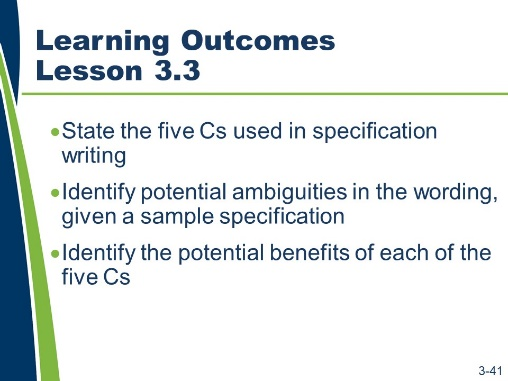 Learning Outcomes
Lesson 3.3
•State the five Cs used in specification
writing
•Identify potential ambiguities in the wording,
given a sample specification
•Identify the potential benefits of each of the
five Cs
3-41